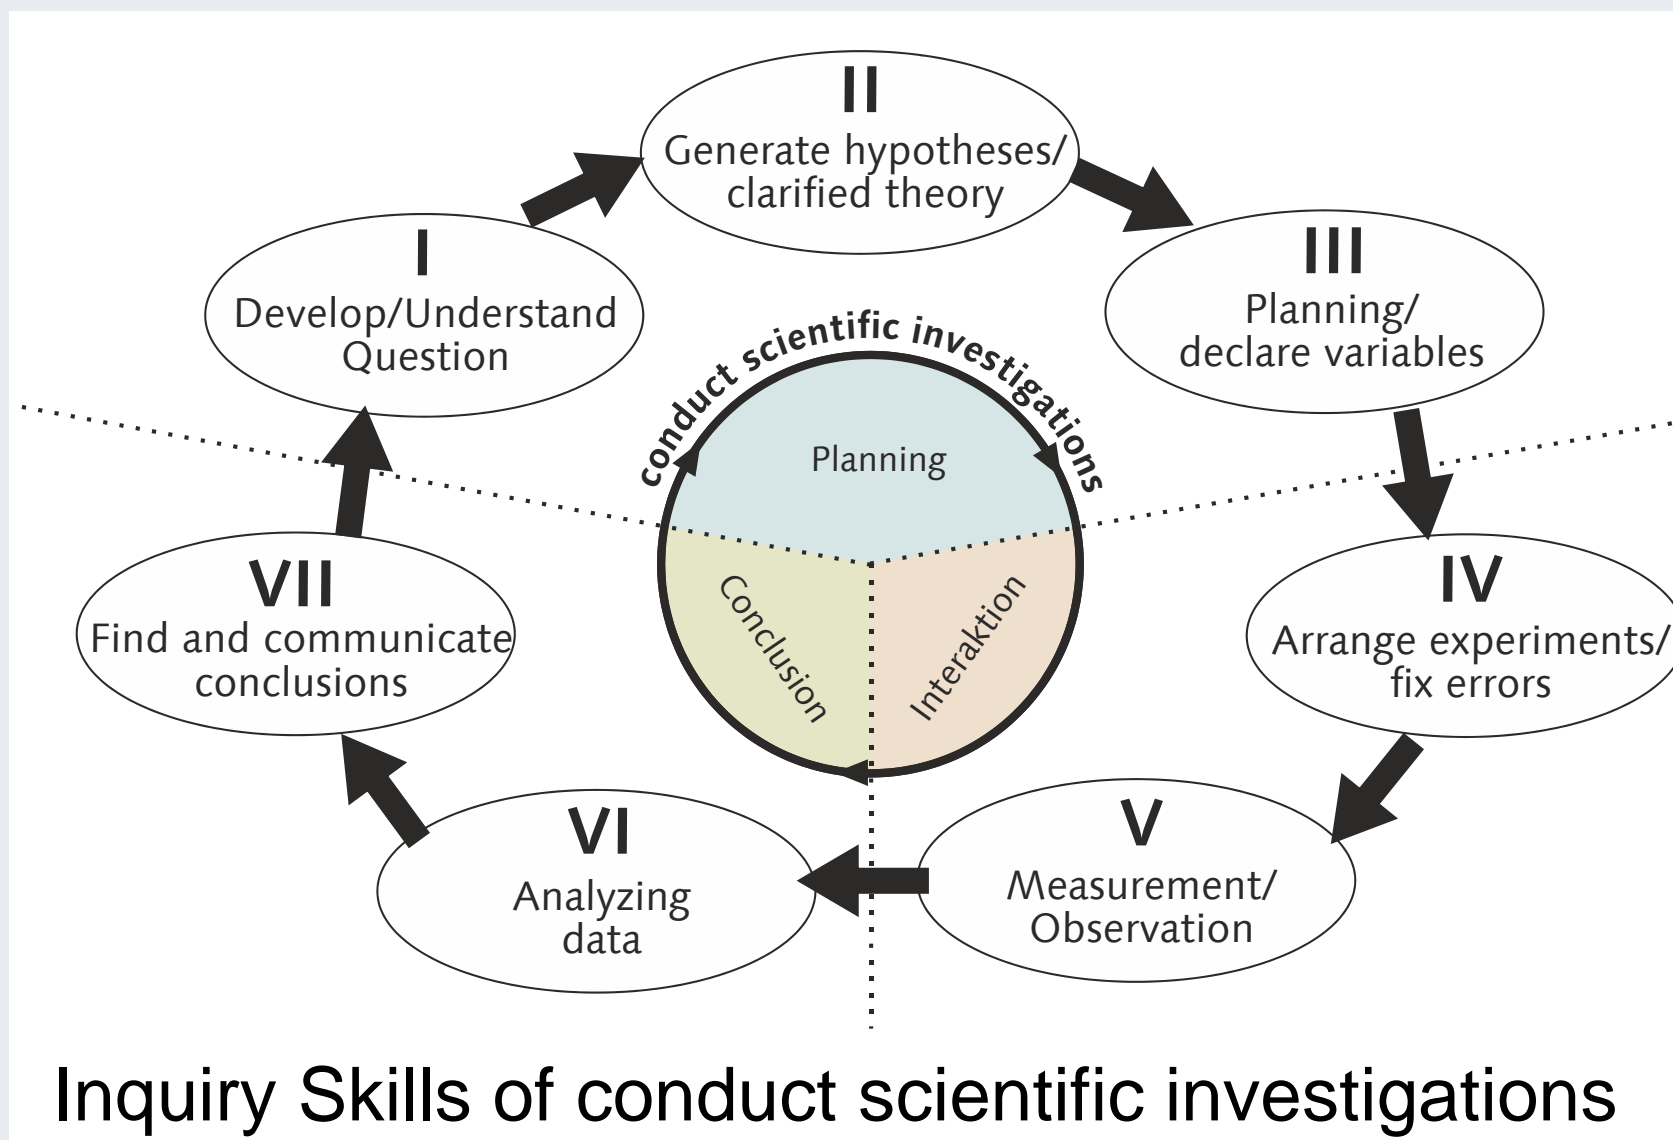 I
Develop/Understand
Question
II
Generate hypotheses/
clarified theory
III
Planning/
declare variables
IV
Arrange experiments/
fix errors
V
Measurement/
Observation
VI
Analyzing
data
VII
Find and communicate
conclusions
conduct scientific investigations
Planning
Interaktion
Conclusion
Inquiry Skills of conduct scientific investigations